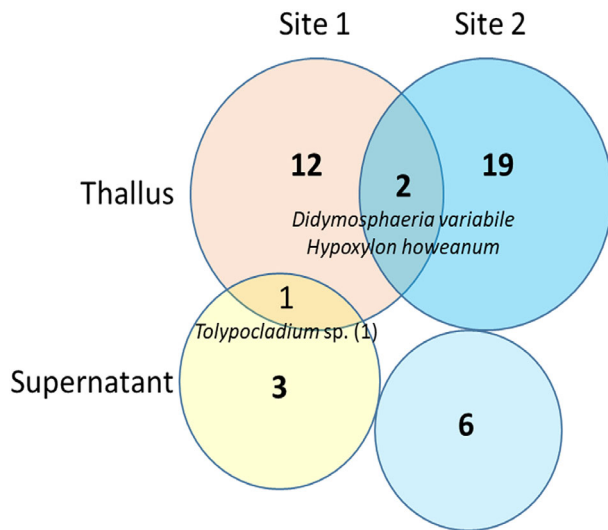 Site 1 Site 2
12 2 19
Thallus
Didymosphaeria variabile
Hypoxylon howeanum
1
Tolypocladium sp. (1)
Supernatant
3
6